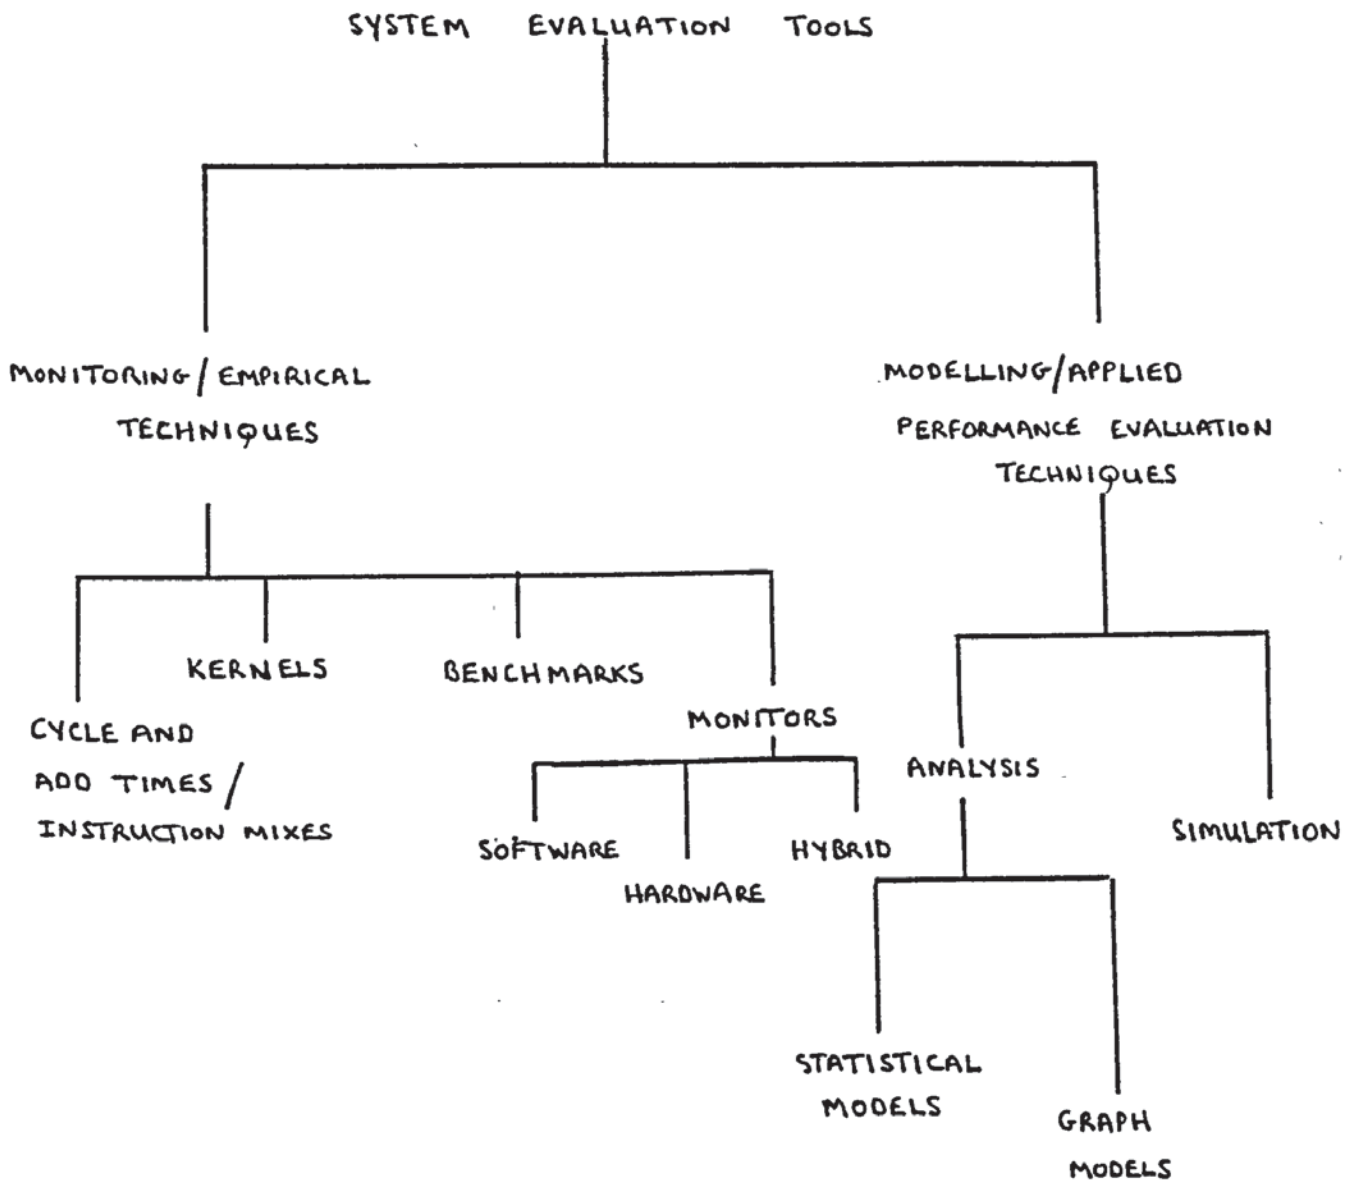 SYSTEM EVALUATION TOOLS
MONITORING/EMPIRICAL
TECHNIQUES
MODELLING/APPLIED
PERFORMANCE EVALUATION
TECHNIQUES
KERNELS
BENCHMARKS
MONITORS
CYCLE AND
ADD TIMES/
INSTRUCTION MIXES
SOFTWARE
HARDWARE
HYBRID
ANALYSIS
SIMULATION
STATISTICAL
MODELS
GRAPH
MODELS